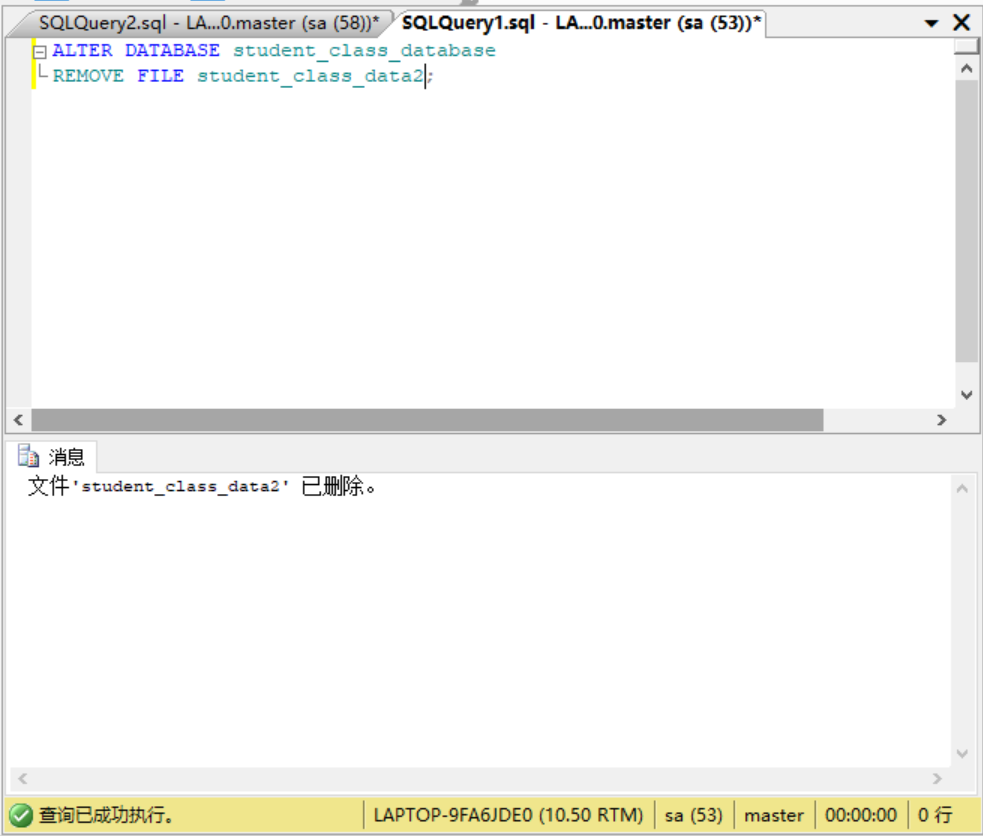 SQLQuery2.sql - LA...0.master (sa (58))* SQLQuery1.sql - LA...0.master (sa (53))*
ALTER DATABASE student_class_database
REMOVE FILE student_class_data2;
消息
文件'student_class_data2' 已删除。
查询已成功执行。 LAPTOP-9FA6JDE0 (10.50 RTM) sa (53) master 00:00:00 0 行